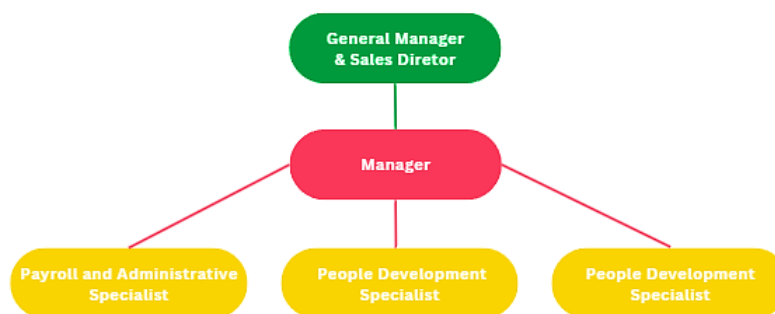 General Manager
& Sales Diretor
Manager
Payroll and Administrative
Specialist
People Development
Specialist
People Development
Specialist